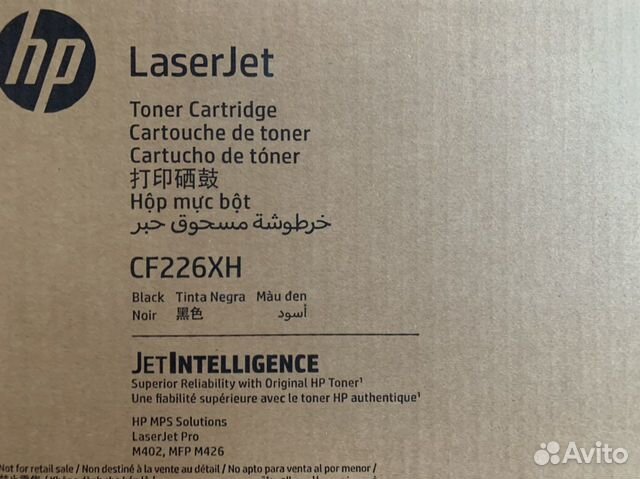 hp
LaserJet
Toner Cartridge
Cartouche de toner
Cartucho de tóner
打印硒鼓
Hộp mực bột
خرطوشة مسحوق حبر
CF226XH
Black Tinta Negra Màu đen
Noir 黑色 أسود
JETINTELLIGENCE
Superior Reliability with Original HP Toner¹
Une fiabilité supérieure avec le toner HP authentique¹
HP MPS Solutions
LaserJet Pro
M402, MFP M426
Not for retail sale / Non destiné à la vente au détail / No apto para venta al por menor /
Avito